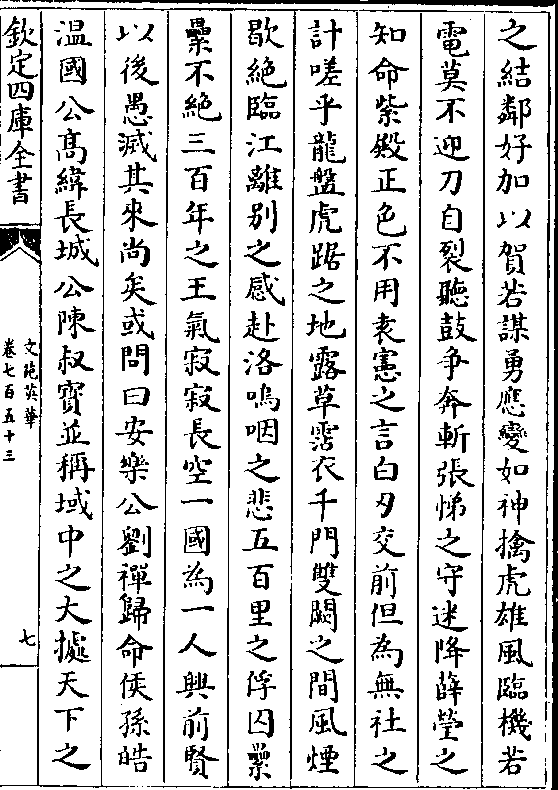 之結鄰好加以賀若謀勇應變如神擒虎雄風臨機若
電莫不迎刀自裂聽鼓争奔斬張悌之守迷降薛瑩之
知命紫殿正色不用袁憲之言白刃交前但為無社之
計嗟乎龍盤虎踞之地露草霑衣千門雙闕之間風煙
歇絶臨江離别之感赴洛嗚咽之悲五百里之俘囚纍
纍不絶三百年之王氣寂寂長空一國為一人興前賢
以後愚滅其來尚矣或問曰安樂公劉禪歸命侯孫皓
温國公高緯長城公陳叔寳並稱域中之大據天下之
欽定四庫全書
文苑英華
卷七百五十三
七